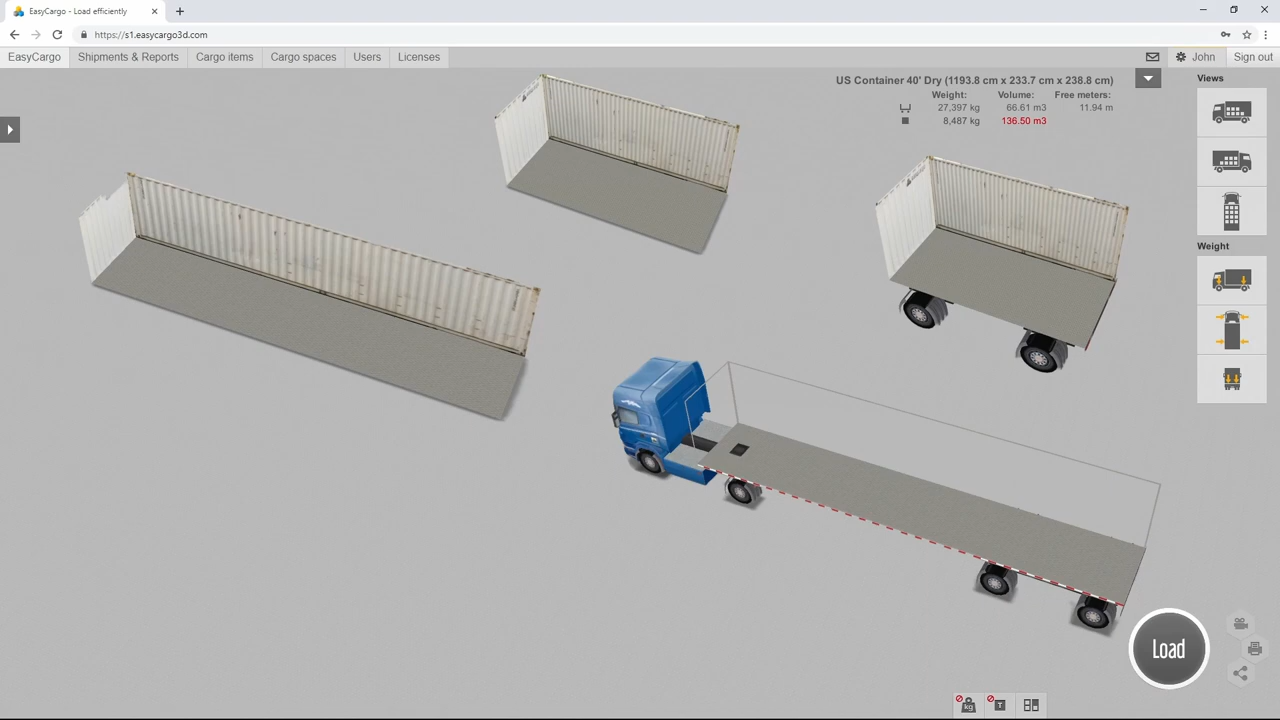 EasyCargo - Load efficiently
https://s1.easycargo3d.com
EasyCargo
Shipments & Reports
Cargo items
Cargo spaces
Users
Licenses
John
Sign out
US Container 40' Dry (1193.8 cm x 233.7 cm x 238.8 cm)
Weight: Volume: Free meters:
27,397 kg 66.61 m3 11.94 m
8,487 kg 136.50 m3
Views
Weight
Load
kg
T